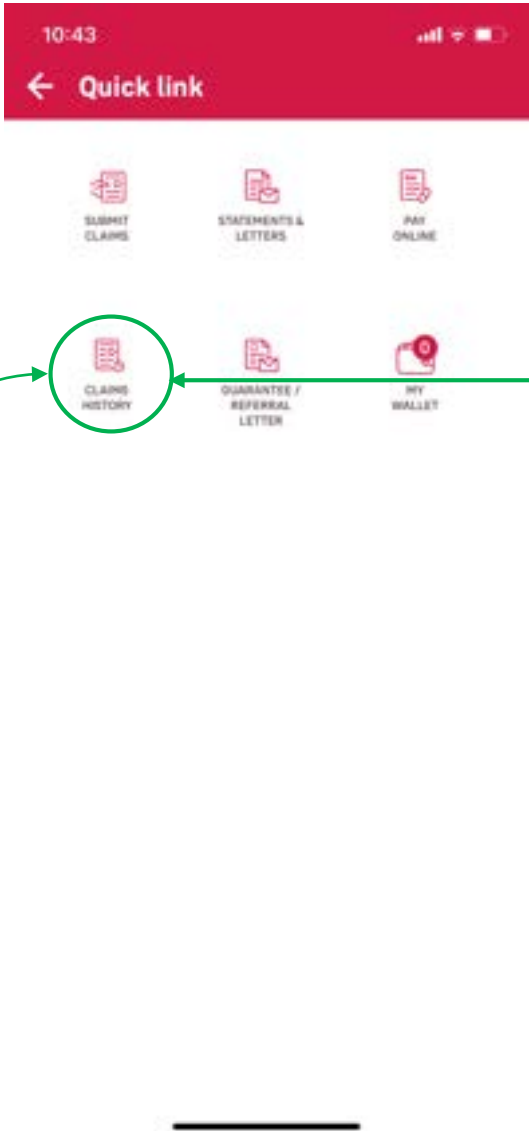 10:43
Quick link
SUBMIT
CLAIMS
STATEMENTS &
LETTERS
PAY
ONLINE
CLAIMS
HISTORY
GUARANTEE /
REFERRAL
LETTER
0
MY
WALLET